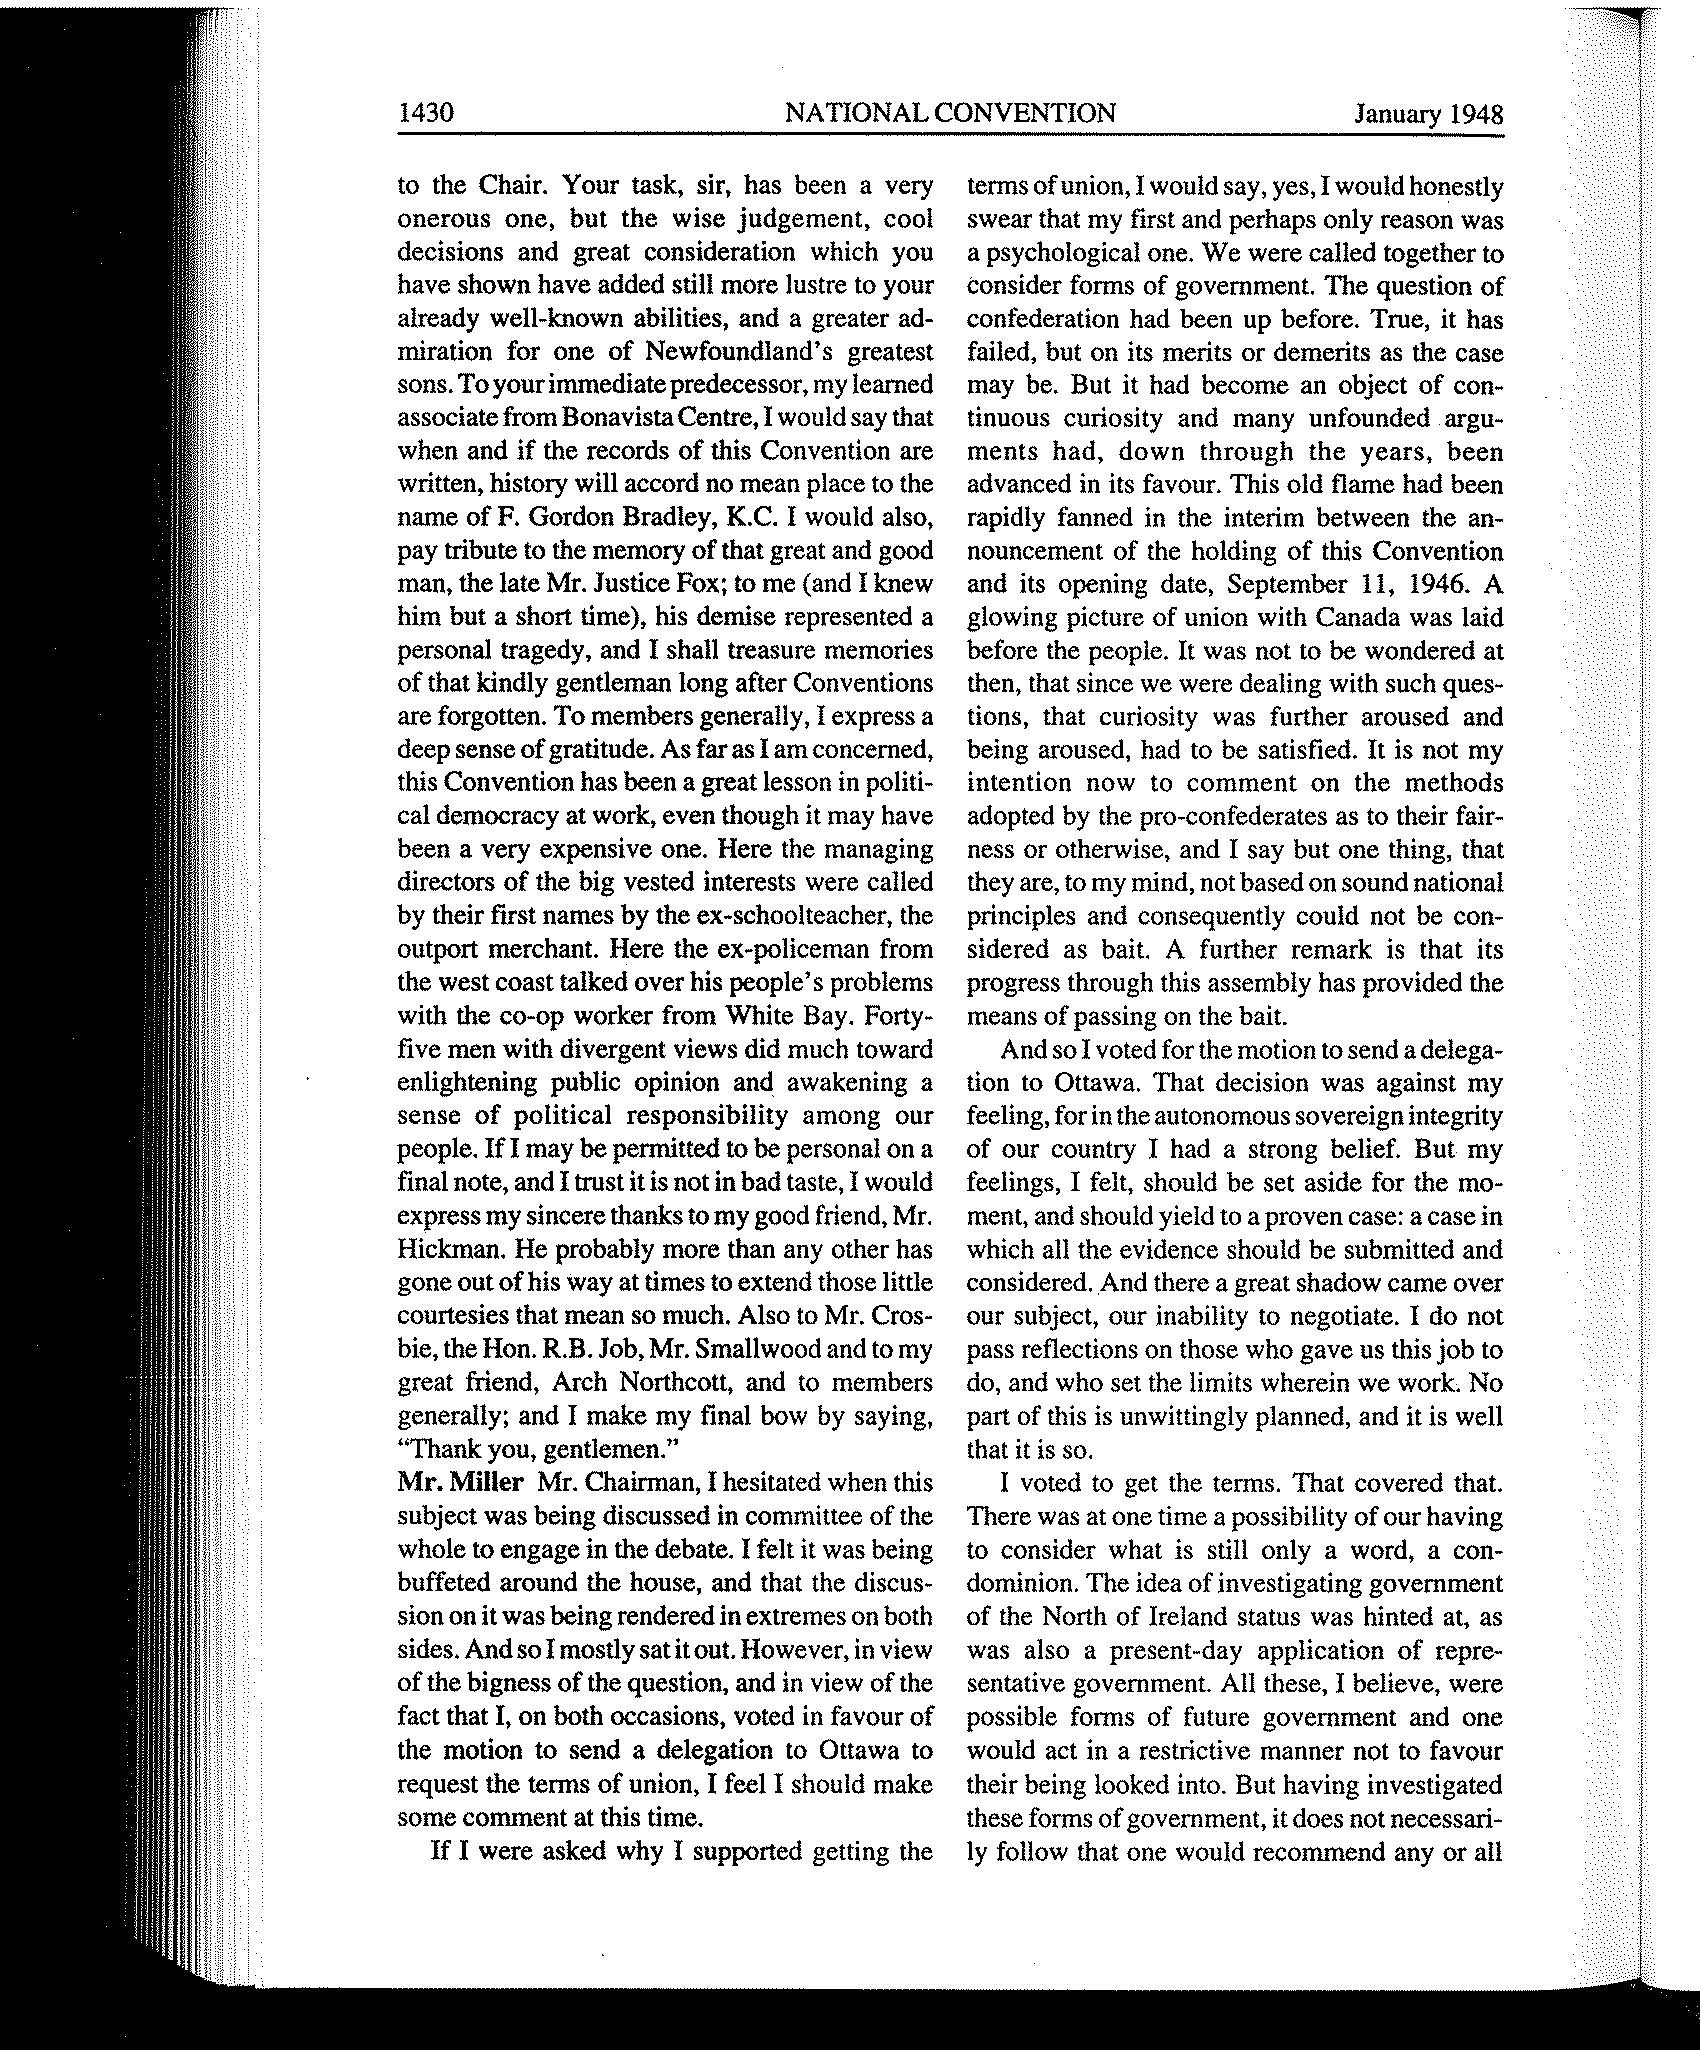 1430 NATIONAL CONVENTION January 1948
to the Chair. Your task, sir, has been a very
onerous one, but the wise judgement, cool
decisions and great consideration which you
have shown have added still more lustre to your
already well-known abilities, and a greater ad-
miration for one of Newfoundland's greatest
sons. To your immediate predecessor, my learned
associate from Bonavista Centre, I would say that
when and if the records of this Convention are
written, history will accord no mean place to the
name of F. Gordon Bradley, K.C. I would also,
pay tribute to the memory of that great and good
man, the late Mr. Justice Fox; to me (and I knew
him but a short time), his demise represented a
personal tragedy, and I shall treasure memories
of that kindly gentleman long after Conventions
are forgotten. To members generally, I express a
deep sense of gratitude. As far as I am concerned,
this Convention has been a great lesson in politi-
cal democracy at work, even though it may have
been a very expensive one. Here the managing
directors of the big vested interests were called
by their first names by the ex-schoolteacher, the
outport merchant. Here the ex-policeman from
the west coast talked over his people's problems
with the co-op worker from White Bay. Forty-
five men with divergent views did much toward
enlightening public opinion and awakening a
sense of political responsibility among our
people. If I may be permitted to be personal on a
final note, and I trust it is not in bad taste, I would
express my sincere thanks to my good friend, Mr.
Hickman. He probably more than any other has
gone out of his way at times to extend those little
courtesies that mean so much. Also to Mr. Cros-
bie, the Hon. R.B. Job, Mr. Smallwood and to my
great friend, Arch Northcott, and to members
generally; and I make my final bow by saying,
"Thank you, gentlemen."
Mr. Miller Mr. Chairman, I hesitated when this
subject was being discussed in committee of the
whole to engage in the debate. I felt it was being
buffeted around the house, and that the discus-
sion on it was being rendered in extremes on both
sides. And so I mostly sat it out. However, in view
of the bigness of the question, and in view of the
fact that I, on both occasions, voted in favour of
the motion to send a delegation to Ottawa to
request the terms of union, I feel I should make
some comment at this time.
If I were asked why I supported getting the
terms of union, I would say, yes, I would honestly
swear that my first and perhaps only reason was
a psychological one. We were called together to
consider forms of government. The question of
confederation had been up before. True, it has
failed, but on its merits or demerits as the case
may be. But it had become an object of con-
tinuous curiosity and many unfounded argu-
ments had, down through the years, been
advanced in its favour. This old flame had been
rapidly fanned in the interim between the an-
nouncement of the holding of this Convention
and its opening date, September 11, 1946. A
glowing picture of union with Canada was laid
before the people. It was not to be wondered at
then, that since we were dealing with such ques-
tions, that curiosity was further aroused and
being aroused, had to be satisfied. It is not my
intention now to comment on the methods
adopted by the pro-confederates as to their fair-
ness or otherwise, and I say but one thing, that
they are, to my mind, not based on sound national
principles and consequently could not be con-
sidered as bait. A further remark is that its
progress through this assembly has provided the
means of passing on the bait.
And so I voted for the motion to send a delega-
tion to Ottawa. That decision was against my
feeling, for in the autonomous sovereign integrity
of our country I had a strong belief. But my
feelings, I felt, should be set aside for the mo-
ment, and should yield to a proven case: a case in
which all the evidence should be submitted and
considered. And there a great shadow came over
our subject, our inability to negotiate. I do not
pass reflections on those who gave us this job to
do, and who set the limits wherein we work. No
part of this is unwittingly planned, and it is well
that it is so.
I voted to get the terms. That covered that.
There was at one time a possibility of our having
to consider what is still only a word, a con-
dominion. The idea of investigating government
of the North of Ireland status was hinted at, as
was also a present-day application of repre-
sentative government. All these, I believe, were
possible forms of future government and one
would act in a restrictive manner not to favour
their being looked into. But having investigated
these forms of government, it does not necessari-
ly follow that one would recommend any or all